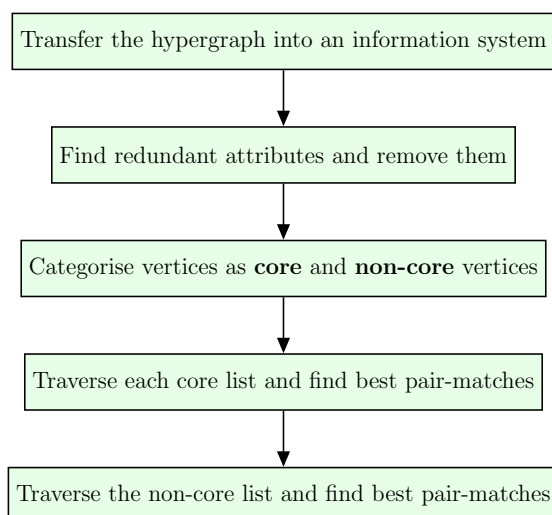 Transfer the hypergraph into an information system
Find redundant attributes and remove them
Categorise vertices as core and non-core vertices
Traverse each core list and find best pair-matches
Traverse the non-core list and find best pair-matches